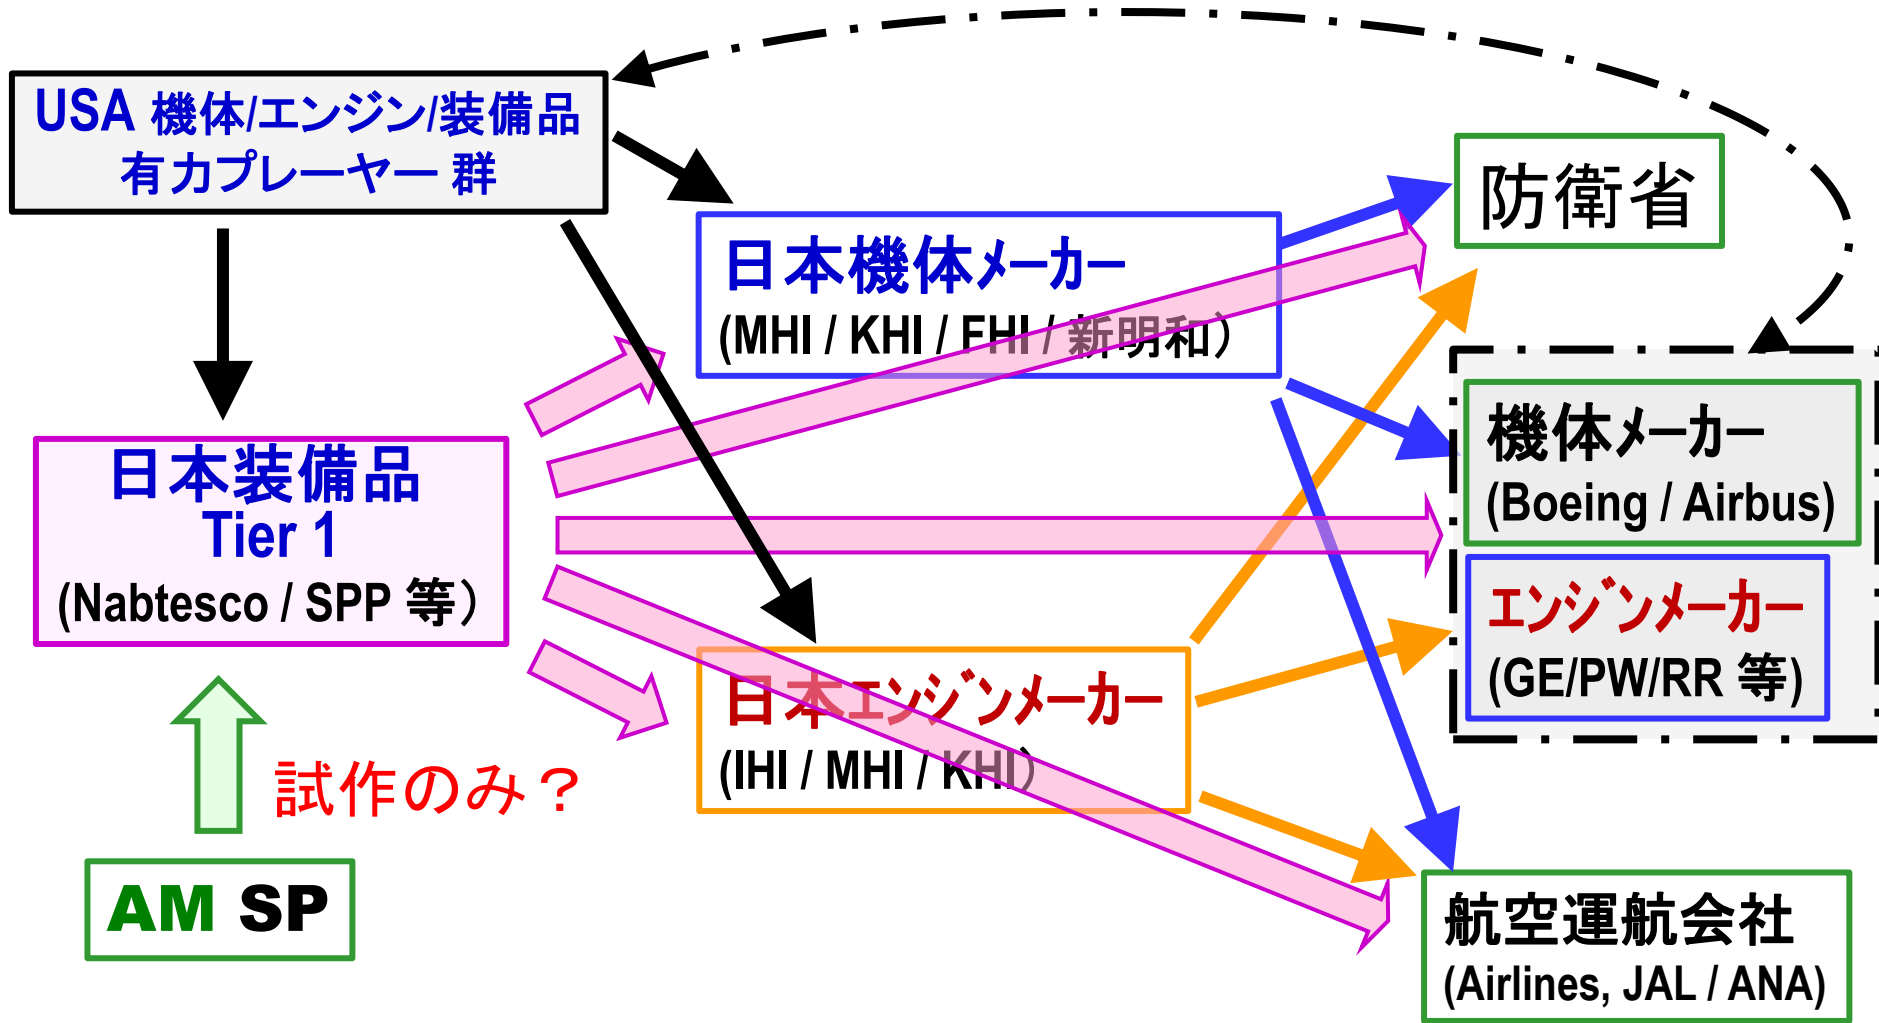 USA 機体/エンジン/装備品
有力プレーヤー 群
防衛省
日本機体ﾒｰｶｰ
(MHI / KHI / FHI / 新明和）
機体ﾒｰｶｰ
(Boeing / Airbus)
日本装備品
Tier 1
(Nabtesco / SPP 等）
ｴﾝｼﾞﾝﾒｰｶｰ
(GE/PW/RR 等)
日本ｴﾝｼﾞﾝﾒｰｶｰ
(IHI / MHI / KHI）
試作のみ？
AM SP
航空運航会社
(Airlines, JAL / ANA)